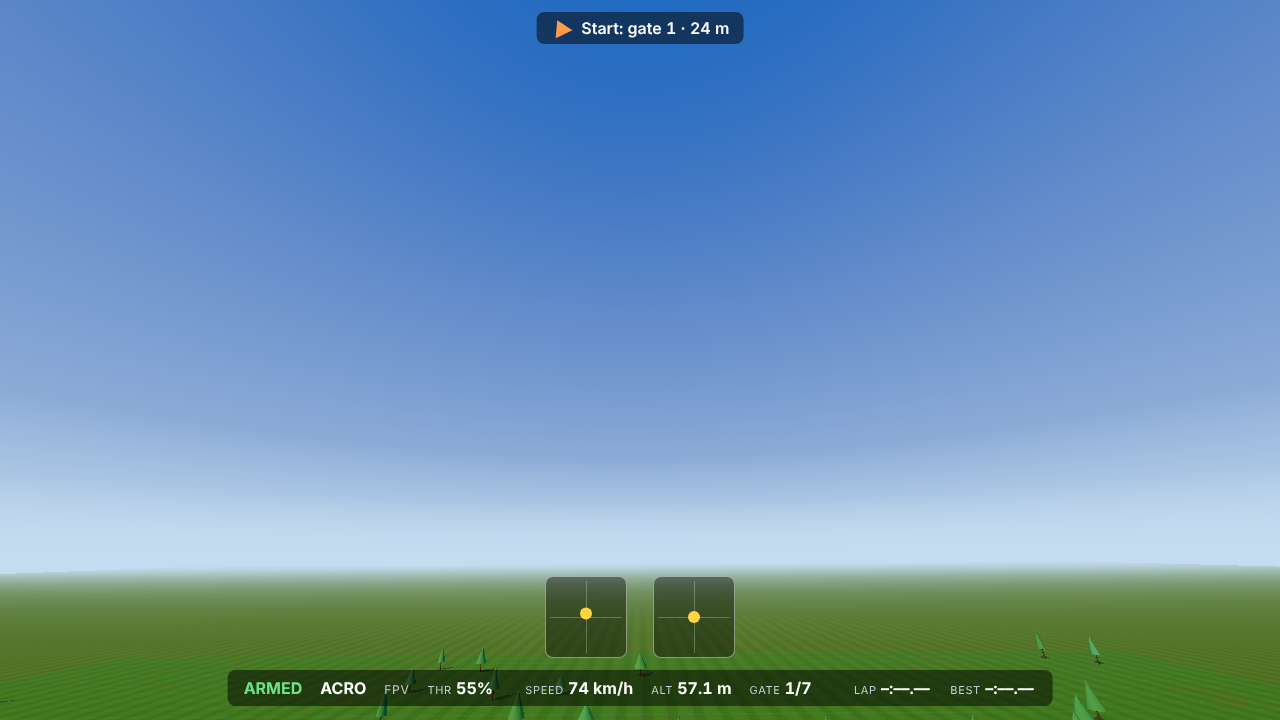 Start: gate 1 · 24 m
ARMED ACRO FPV THR 55% SPEED 74 km/h ALT 57.1 m GATE 1/7 LAP –:––.–– BEST –:––.––